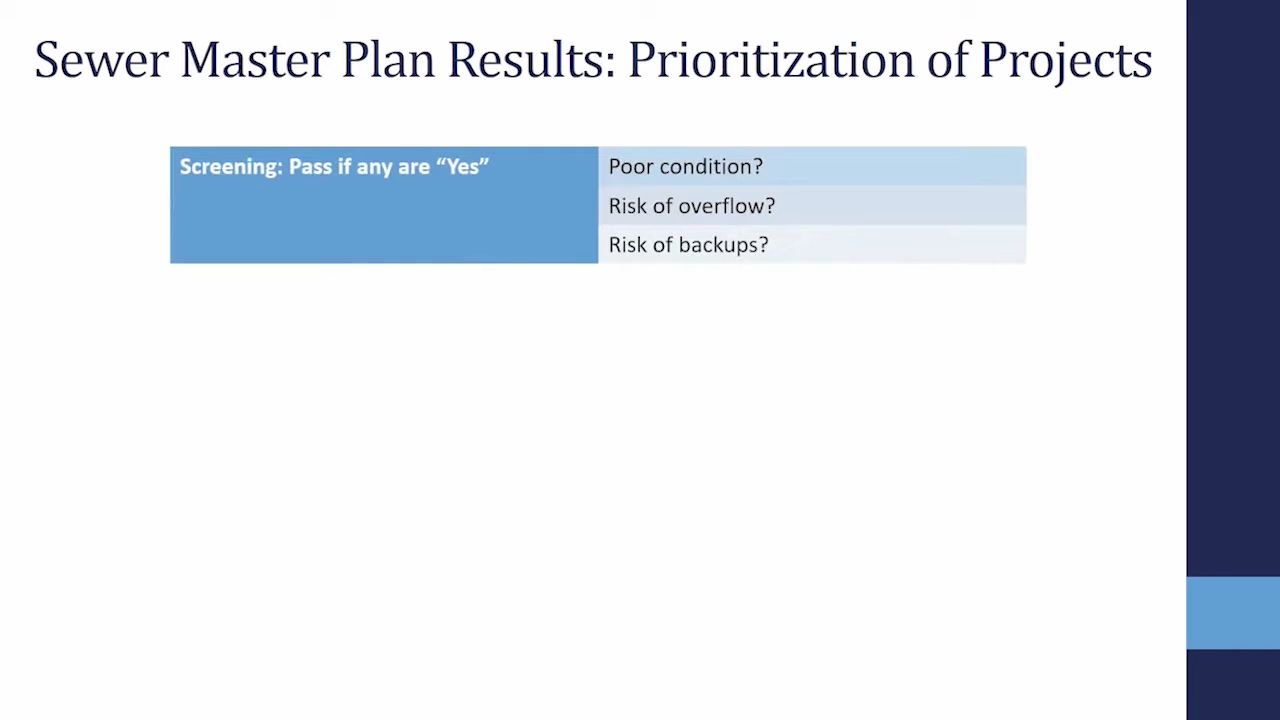 Sewer Master Plan Results: Prioritization of Projects
Screening: Pass if any are “Yes”
Poor condition?
Risk of overflow?
Risk of backups?